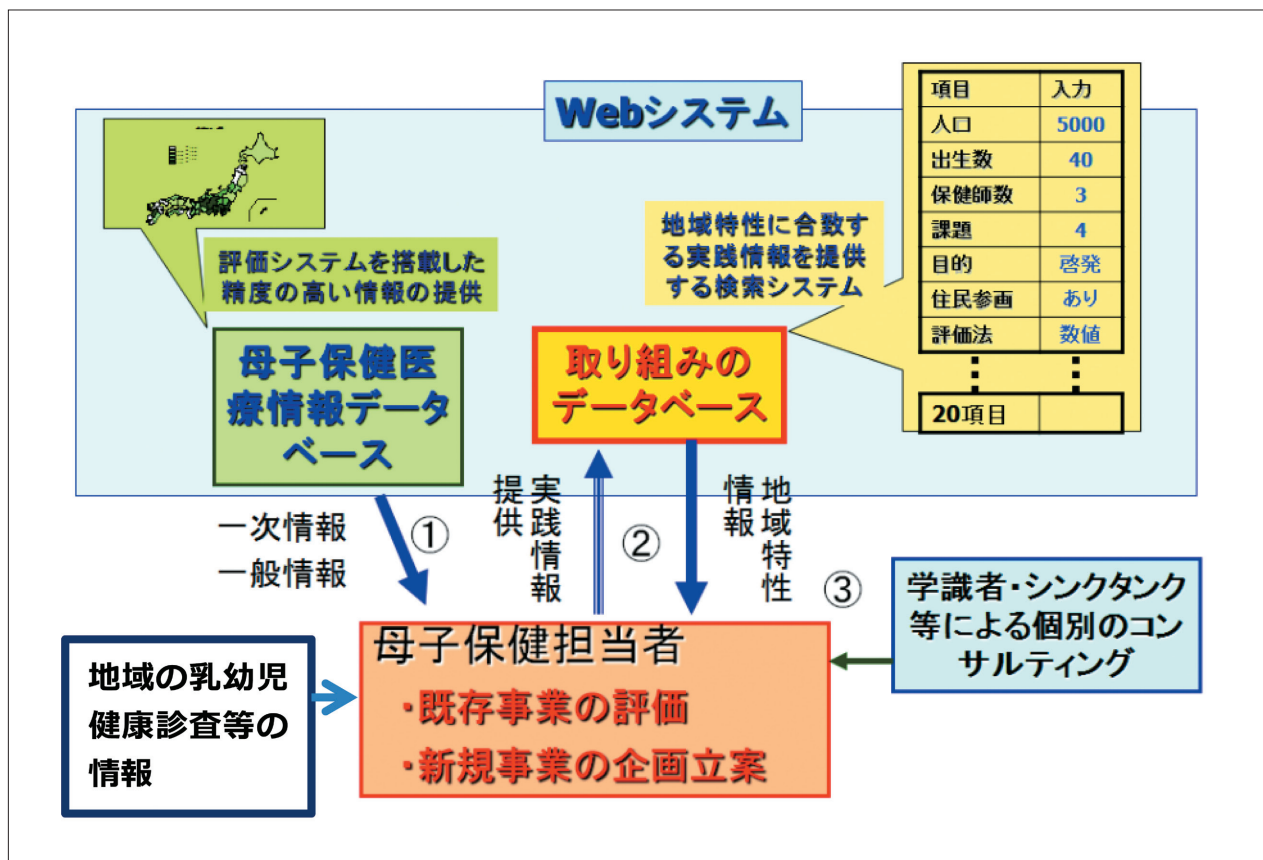 Webシステム
項目 入力
人口 5000
出生数 40
保健師数 3
課題 4
目的 啓発
住民参画 あり
評価法 数値
20項目
評価システムを搭載した
精度の高い情報の提供
地域特性に合致す
る実践情報を提供
する検索システム
母子保健医
療情報データ
ベース
取り組みの
データベース
一次情報
一般情報
①
実践情報
提供
②
地域特性
情報
③
学識者・シンクタンク
等による個別のコン
サルティング
母子保健担当者
・既存事業の評価
・新規事業の企画立案
地域の乳幼児
健康診査等の
情報